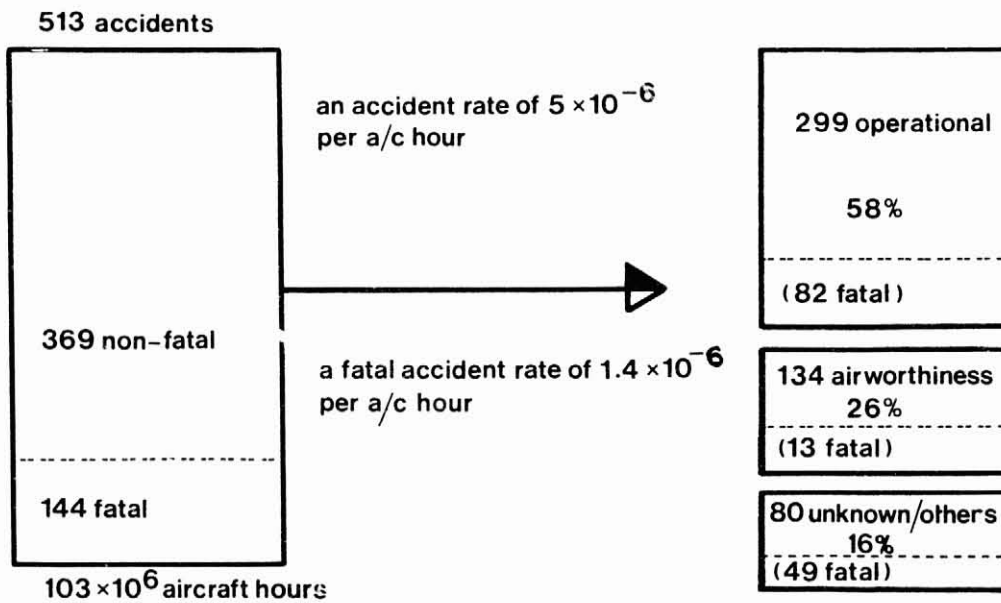 513 accidents
369 non-fatal
144 fatal
103 × 10⁶ aircraft hours
an accident rate of 5 × 10⁻⁶
per a/c hour
a fatal accident rate of 1.4 × 10⁻⁶
per a/c hour
299 operational
58%
(82 fatal)
134 airworthiness
26%
(13 fatal)
80 unknown/others
16%
(49 fatal)